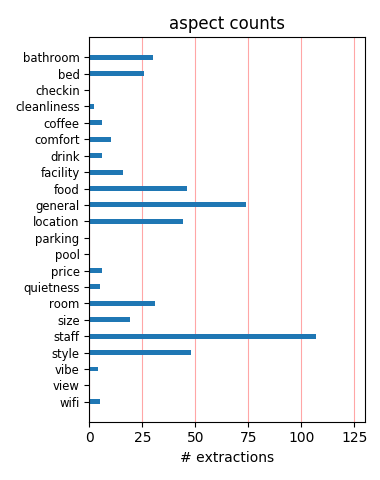 aspect counts
bathroom
bed
checkin
cleanliness
coffee
comfort
drink
facility
food
general
location
parking
pool
price
quietness
room
size
staff
style
vibe
view
wifi
0 25 50 75 100 125
# extractions